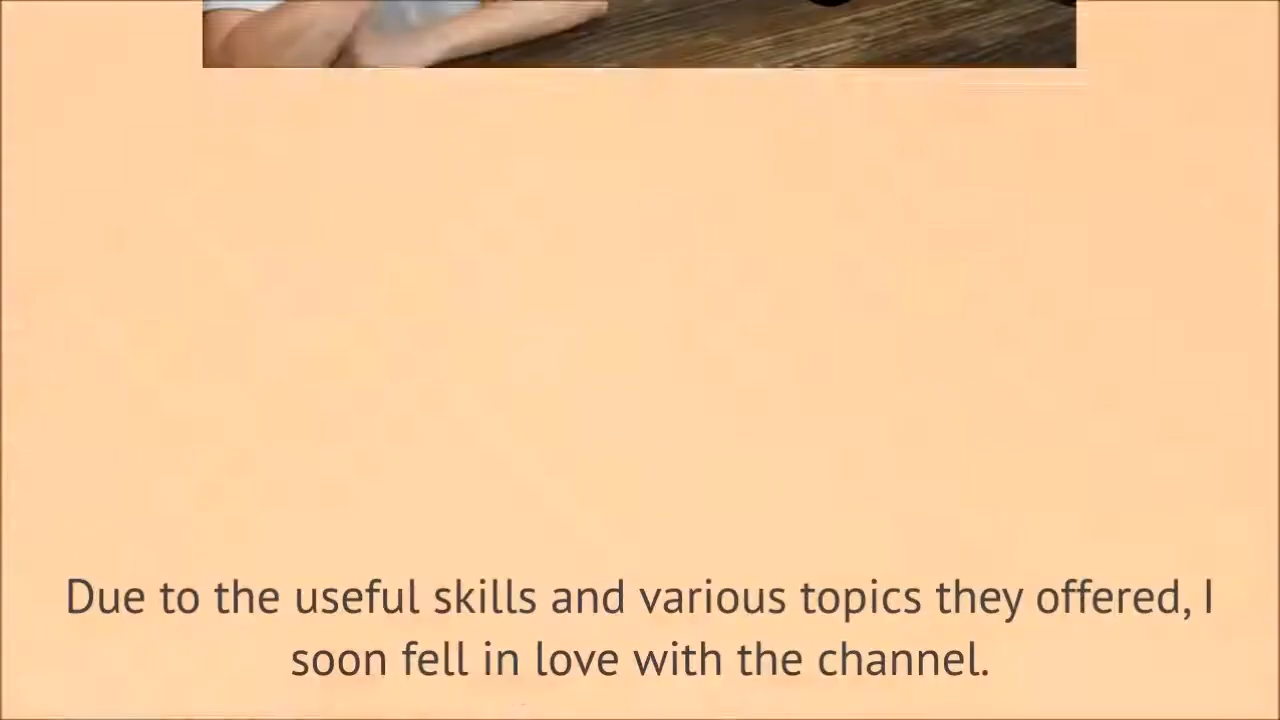 Due to the useful skills and various topics they offered, I
soon fell in love with the channel.